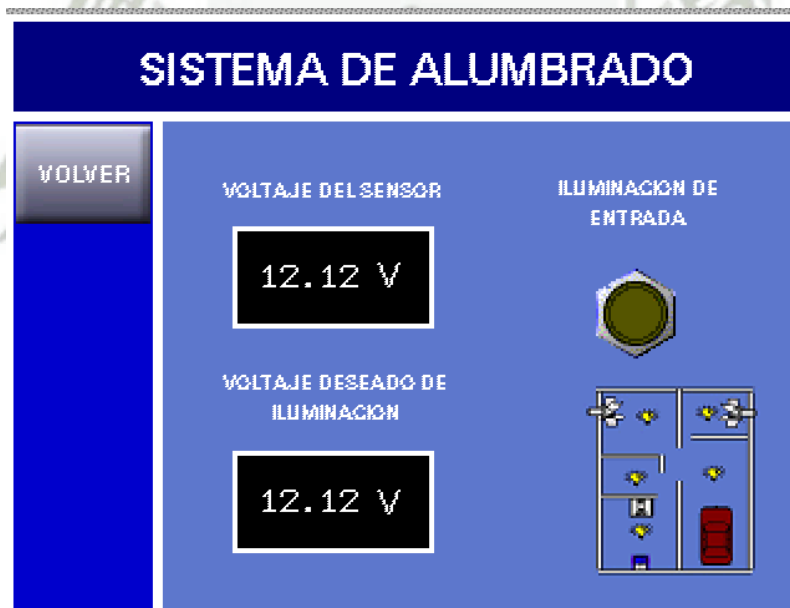 SISTEMA DE ALUMBRADO
VOLVER
VOLTAJE DEL SENSOR
12.12 V
VOLTAJE DESEADO DE
ILUMINACION
12.12 V
ILUMINACION DE
ENTRADA